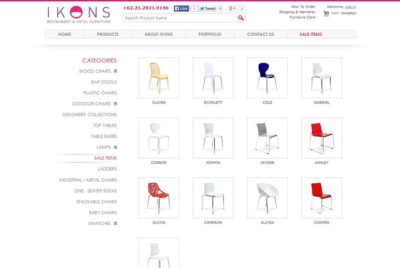 IKONS
RESTAURANT & HOTEL FURNITURE
+62.21.2821.0146
Search Product Items
How To Order
Shipping & Warranty
Furniture Care
Welcome, Log in
Cart: (empty)
HOME
PRODUCTS
ABOUT IKONS
PORTFOLIO
CONTACT US
SALE ITEMS
CATEGORIES
WOOD CHAIRS
BAR STOOLS
PLASTIC CHAIRS
OUTDOOR CHAIRS
DESIGNERS' COLLECTIONS
TOP TABLES
TABLE BASES
LAMPS
SALE ITEMS
LADDERS
INDUSTRIAL / METAL CHAIRS
ONE - SEATER SOFAS
STACKABLE CHAIRS
BABY CHAIRS
SWATCHES
CLAIRE
SCARLETT
COLE
GABRIEL
CONNOR
SOPHIA
JAYDEN
ASHLEY
OLIVIA
CAMERON
ALLISA
COOPER